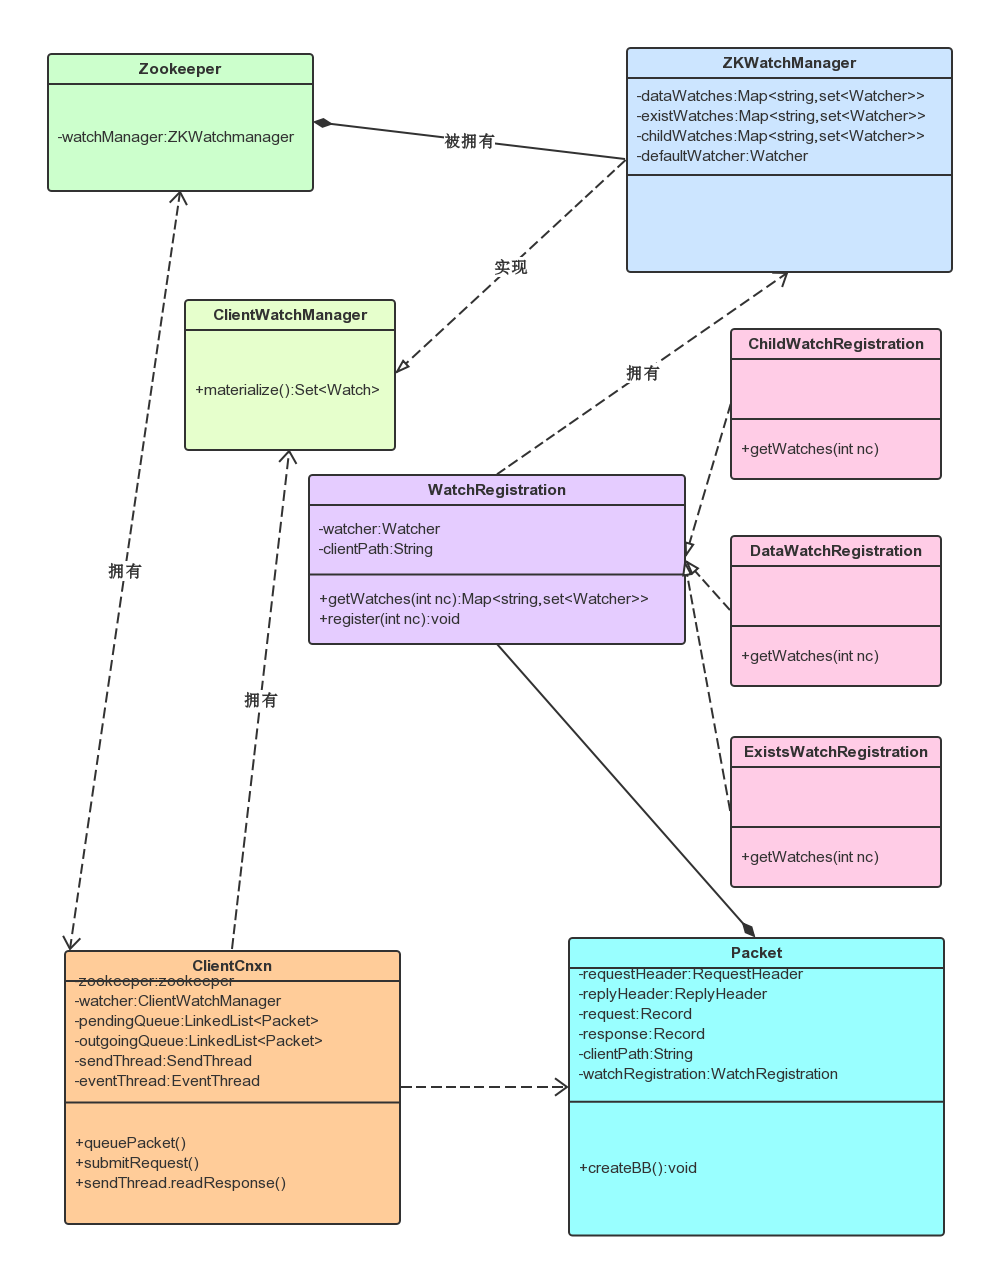 Zookeeper
-watchManager:ZKWatchmanager
ZKWatchManager
-dataWatches:Map<string,set<Watcher>>
-existWatches:Map<string,set<Watcher>>
-childWatches:Map<string,set<Watcher>>
-defaultWatcher:Watcher
被拥有
实现
ClientWatchManager
+materialize():Set<Watch>
拥有
ChildWatchRegistration
+getWatches(int nc)
WatchRegistration
-watcher:Watcher
-clientPath:String
+getWatches(int nc):Map<string,set<Watcher>>
+register(int nc):void
DataWatchRegistration
+getWatches(int nc)
拥有
拥有
ExistsWatchRegistration
+getWatches(int nc)
ClientCnxn
-zookeeper:zookeeper
-watcher:ClientWatchManager
-pendingQueue:LinkedList<Packet>
-outgoingQueue:LinkedList<Packet>
-sendThread:SendThread
-eventThread:EventThread
+queuePacket()
+submitRequest()
+sendThread.readResponse()
Packet
-requestHeader:RequestHeader
-replyHeader:ReplyHeader
-request:Record
-response:Record
-clientPath:String
-watchRegistration:WatchRegistration
+createBB():void